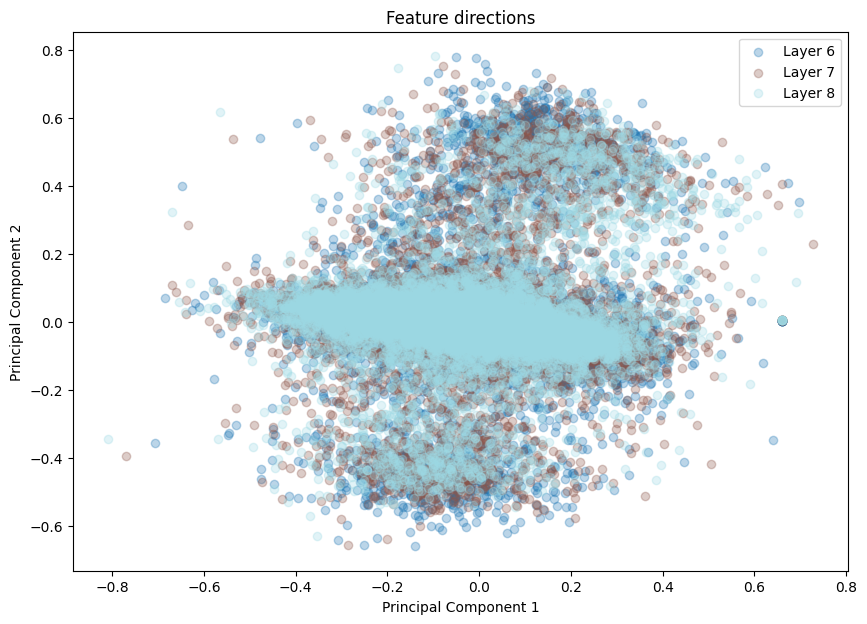 Feature directions
Layer 6
Layer 7
Layer 8
Principal Component 2
0.8
0.6
0.4
0.2
0.0
−0.2
−0.4
−0.6
−0.8
−0.6
−0.4
−0.2
0.0
0.2
0.4
0.6
0.8
Principal Component 1